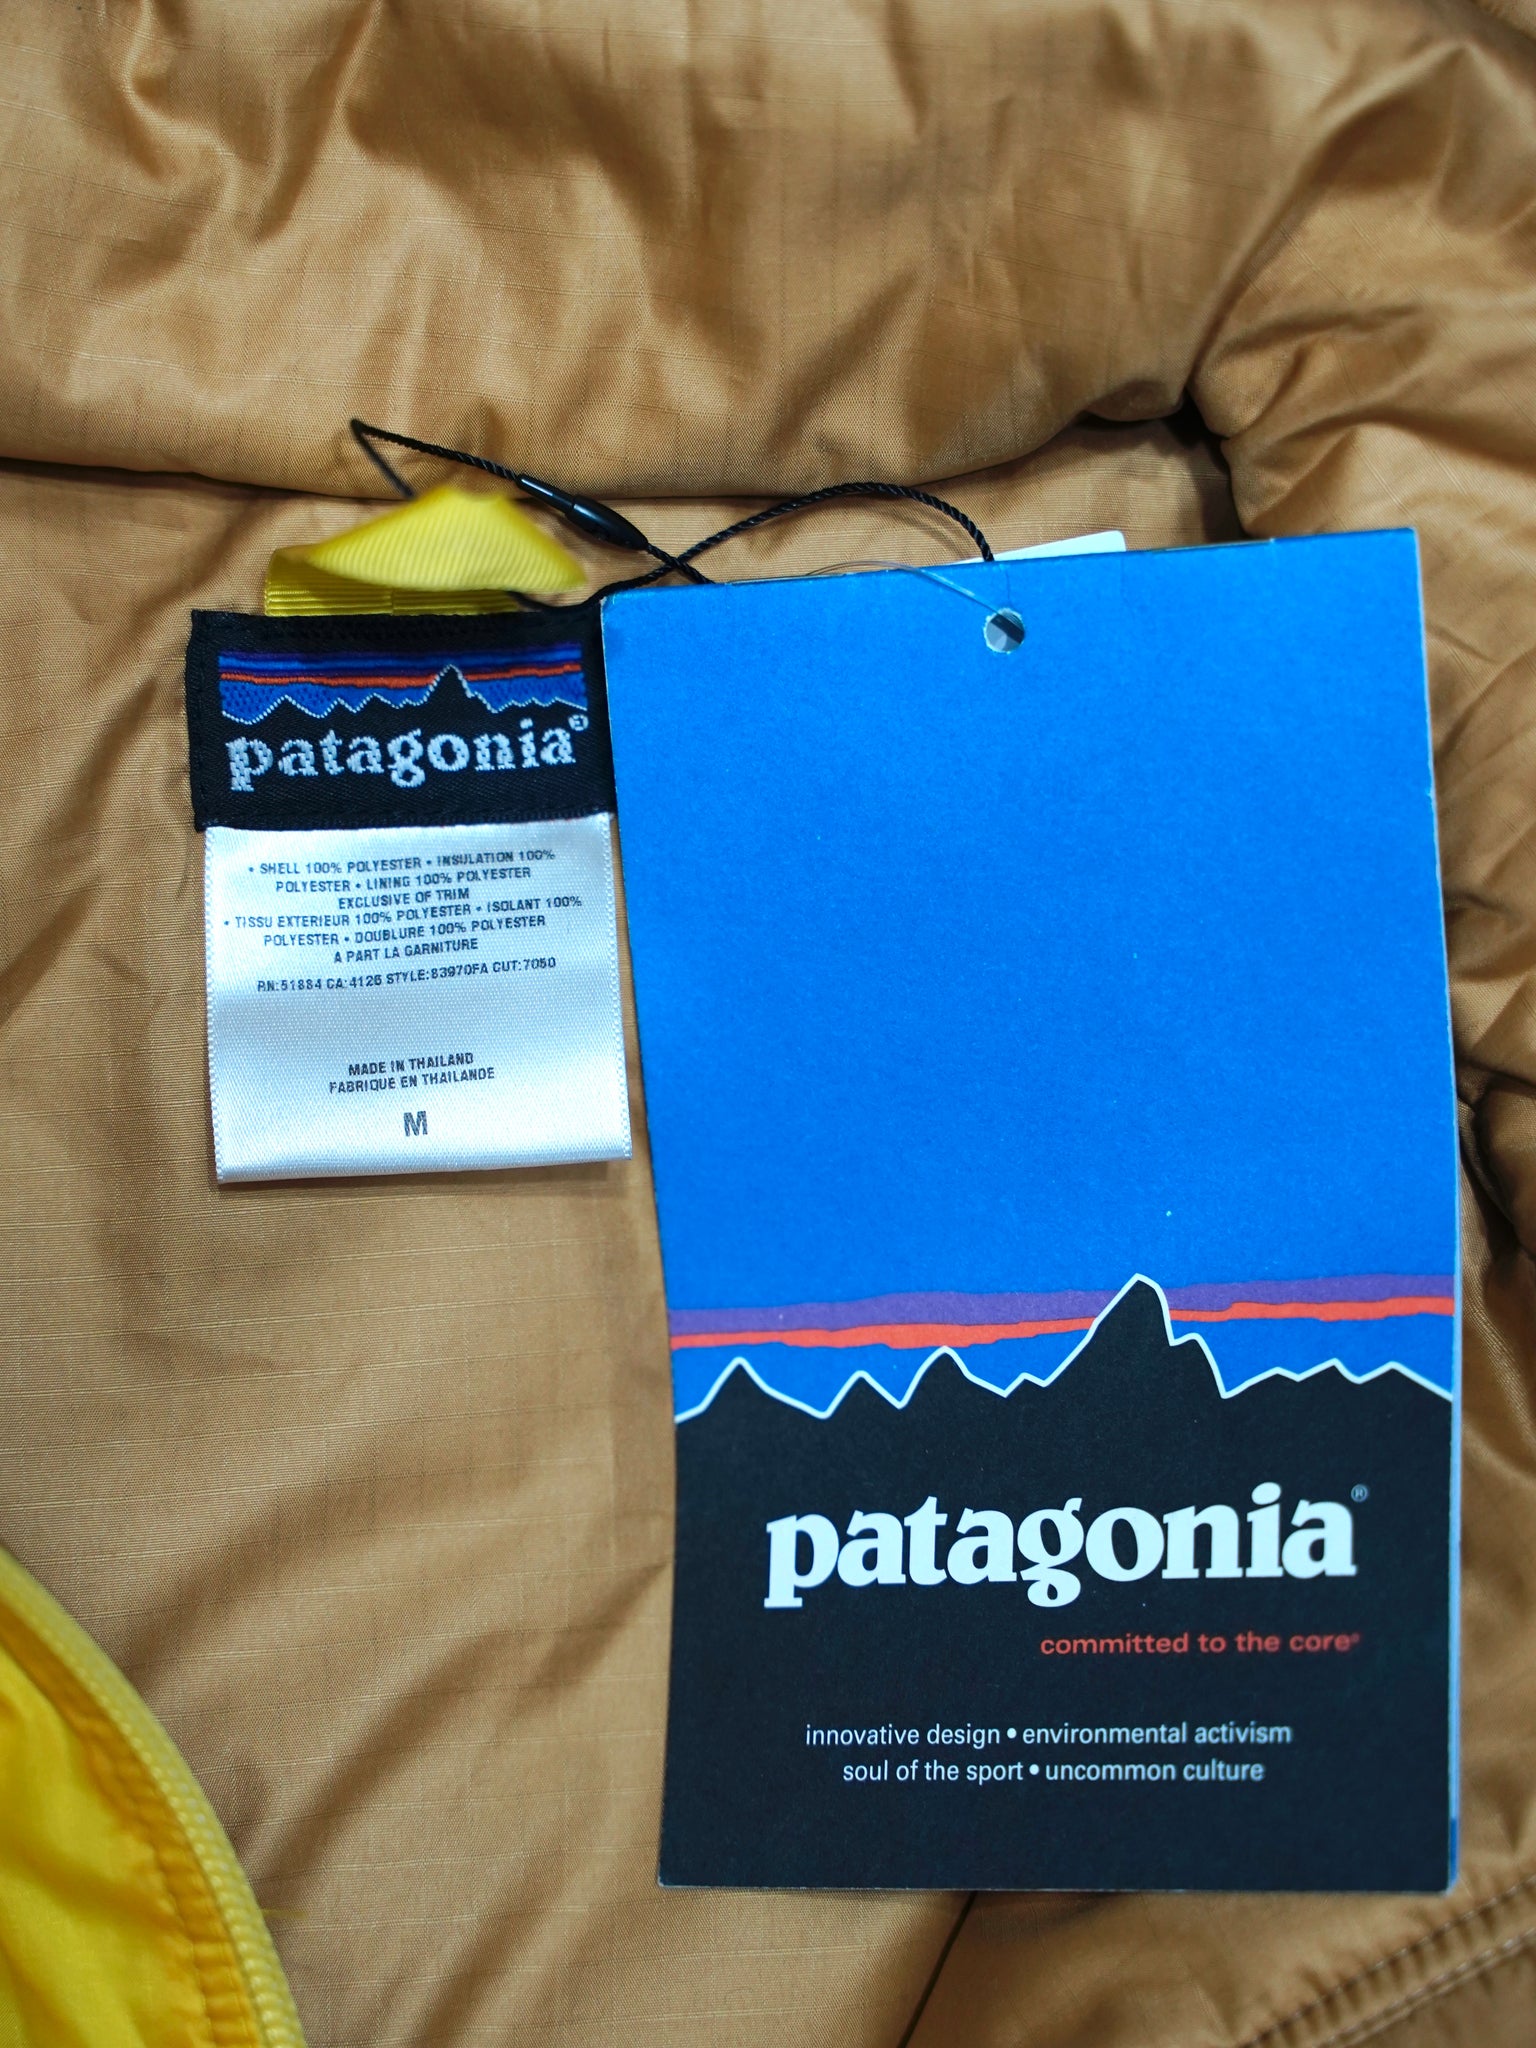 patagonia®
• SHELL 100% POLYESTER • INSULATION 100%
POLYESTER • LINING 100% POLYESTER
EXCLUSIVE OF TRIM
• TISSU EXTERIEUR 100% POLYESTER • ISOLANT 100%
POLYESTER • DOUBLURE 100% POLYESTER
A PART LA GARNITURE
RN:51884 CA:4126 STYLE:83970FA CUT:7050
MADE IN THAILAND
FABRIQUE EN THAILANDE
M
patagonia®
committed to the core®
innovative design • environmental activism
soul of the sport • uncommon culture